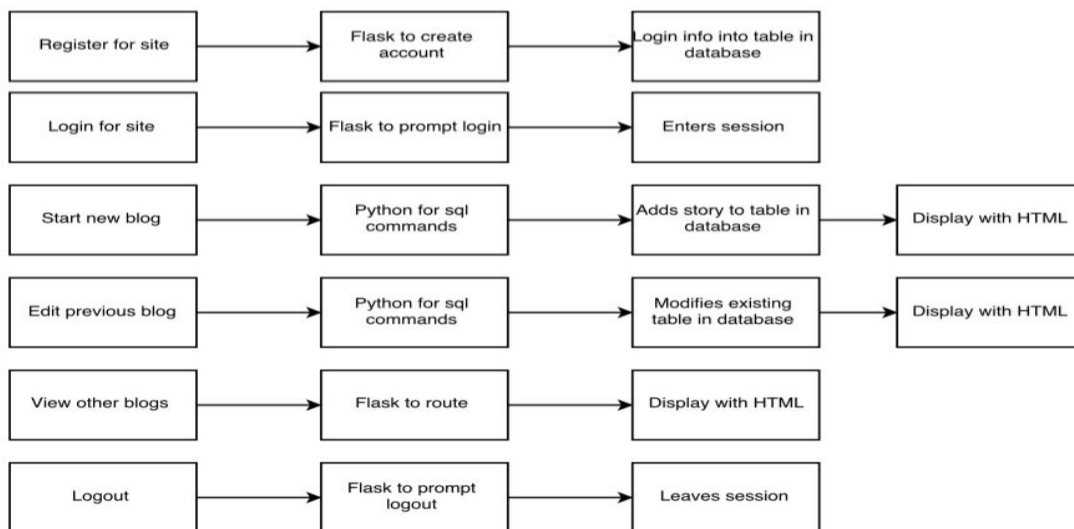 Register for site
Flask to create
account
Login info into table in
database
Login for site
Flask to prompt login
Enters session
Start new blog
Python for sql
commands
Adds story to table in
database
Display with HTML
Edit previous blog
Python for sql
commands
Modifies existing
table in database
Display with HTML
View other blogs
Flask to route
Display with HTML
Logout
Flask to prompt
logout
Leaves session